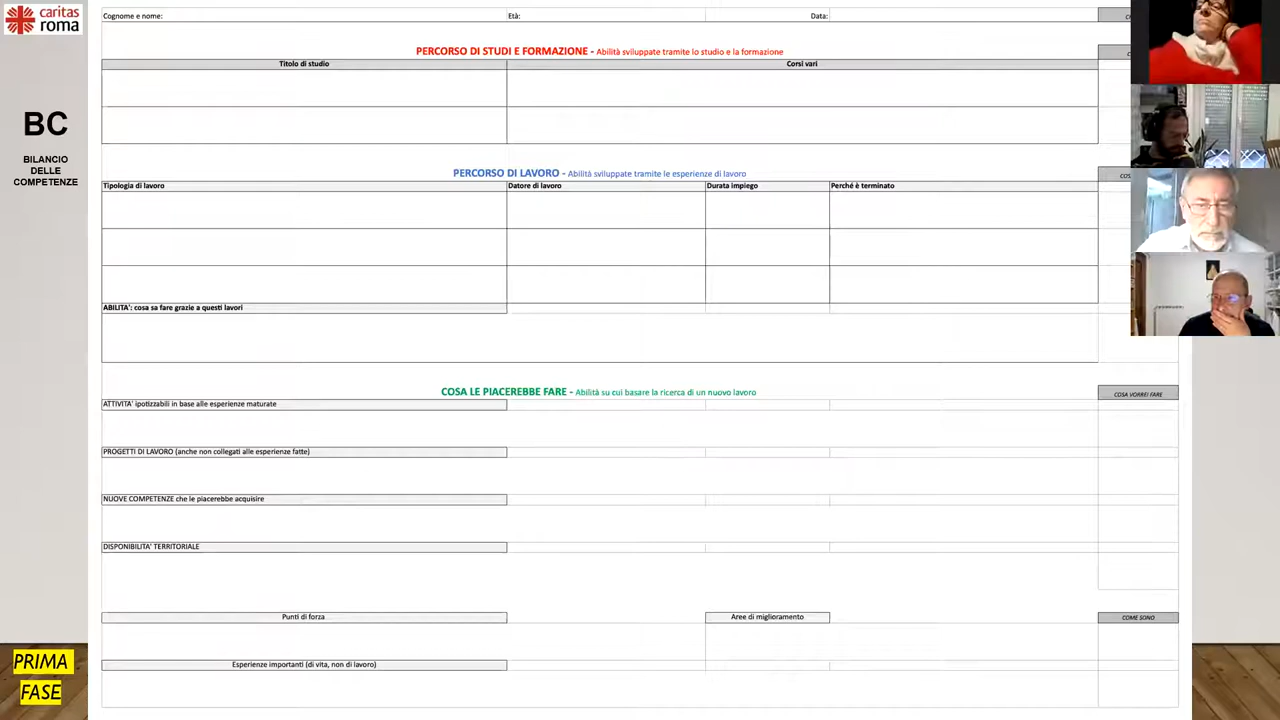 caritas
roma
BC
BILANCIO
DELLE
COMPETENZE
PRIMA
FASE
Cognome e nome: Età: Data:
PERCORSO DI STUDI E FORMAZIONE - Abilità sviluppate tramite lo studio e la formazione
Titolo di studio Corsi vari
PERCORSO DI LAVORO - Abilità sviluppate tramite le esperienze di lavoro
Tipologia di lavoro Datore di lavoro Durata impiego Perché è terminato
ABILITA': cosa sa fare grazie a questi lavori
COSA LE PIACEREBBE FARE - Abilità su cui basare la ricerca di un nuovo lavoro
COSA VORREI FARE
ATTIVITA' ipotizzabili in base alle esperienze maturate
PROGETTI DI LAVORO (anche non collegati alle esperienze fatte)
NUOVE COMPETENZE che le piacerebbe acquisire
DISPONIBILITA' TERRITORIALE
Punti di forza Aree di miglioramento COME SONO
Esperienze importanti (di vita, non di lavoro)